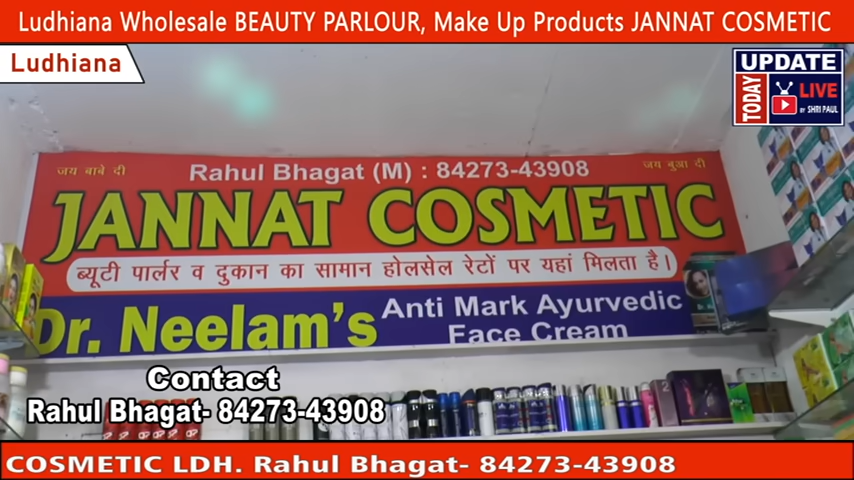 Ludhiana Wholesale BEAUTY PARLOUR, Make Up Products JANNAT COSMETIC
Ludhiana
UPDATE
TODAY
LIVE
BY SHRI PAUL
जय बाबे दी
Rahul Bhagat (M) : 84273-43908
जय बुआ दी
JANNAT COSMETIC
ब्यूटी पार्लर व दुकान का सामान होलसेल रेटों पर यहां मिलता है।
Dr. Neelam's
Anti Mark Ayurvedic
Face Cream
Contact
Rahul Bhagat- 84273-43908
COSMETIC LDH. Rahul Bhagat- 84273-43908